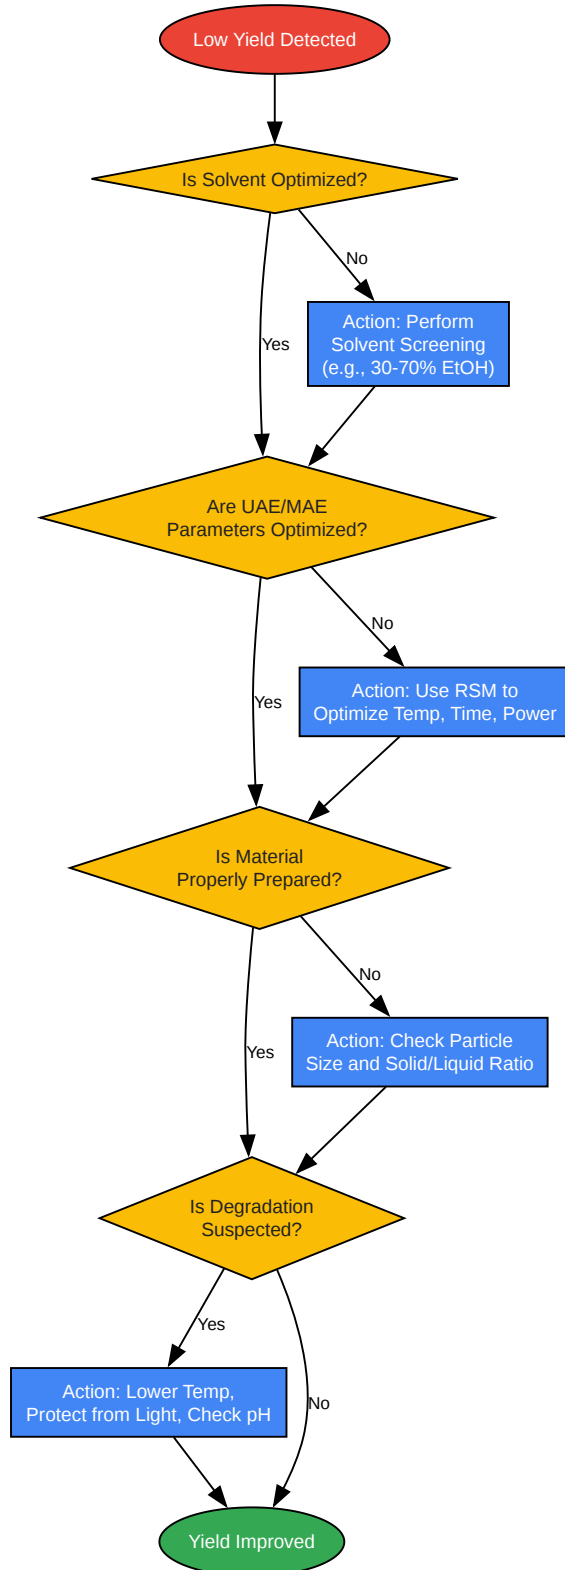 Low Yield Detected
Is Solvent Optimized?
No
Action: Perform
Solvent Screening
(e.g., 30-70% EtOH)
Yes
Are UAE/MAE
Parameters Optimized?
No
Action: Use RSM to
Optimize Temp, Time, Power
Yes
Is Material
Properly Prepared?
No
Action: Check Particle
Size and Solid/Liquid Ratio
Yes
Is Degradation
Suspected?
Yes
Action: Lower Temp,
Protect from Light, Check pH
No
Yield Improved